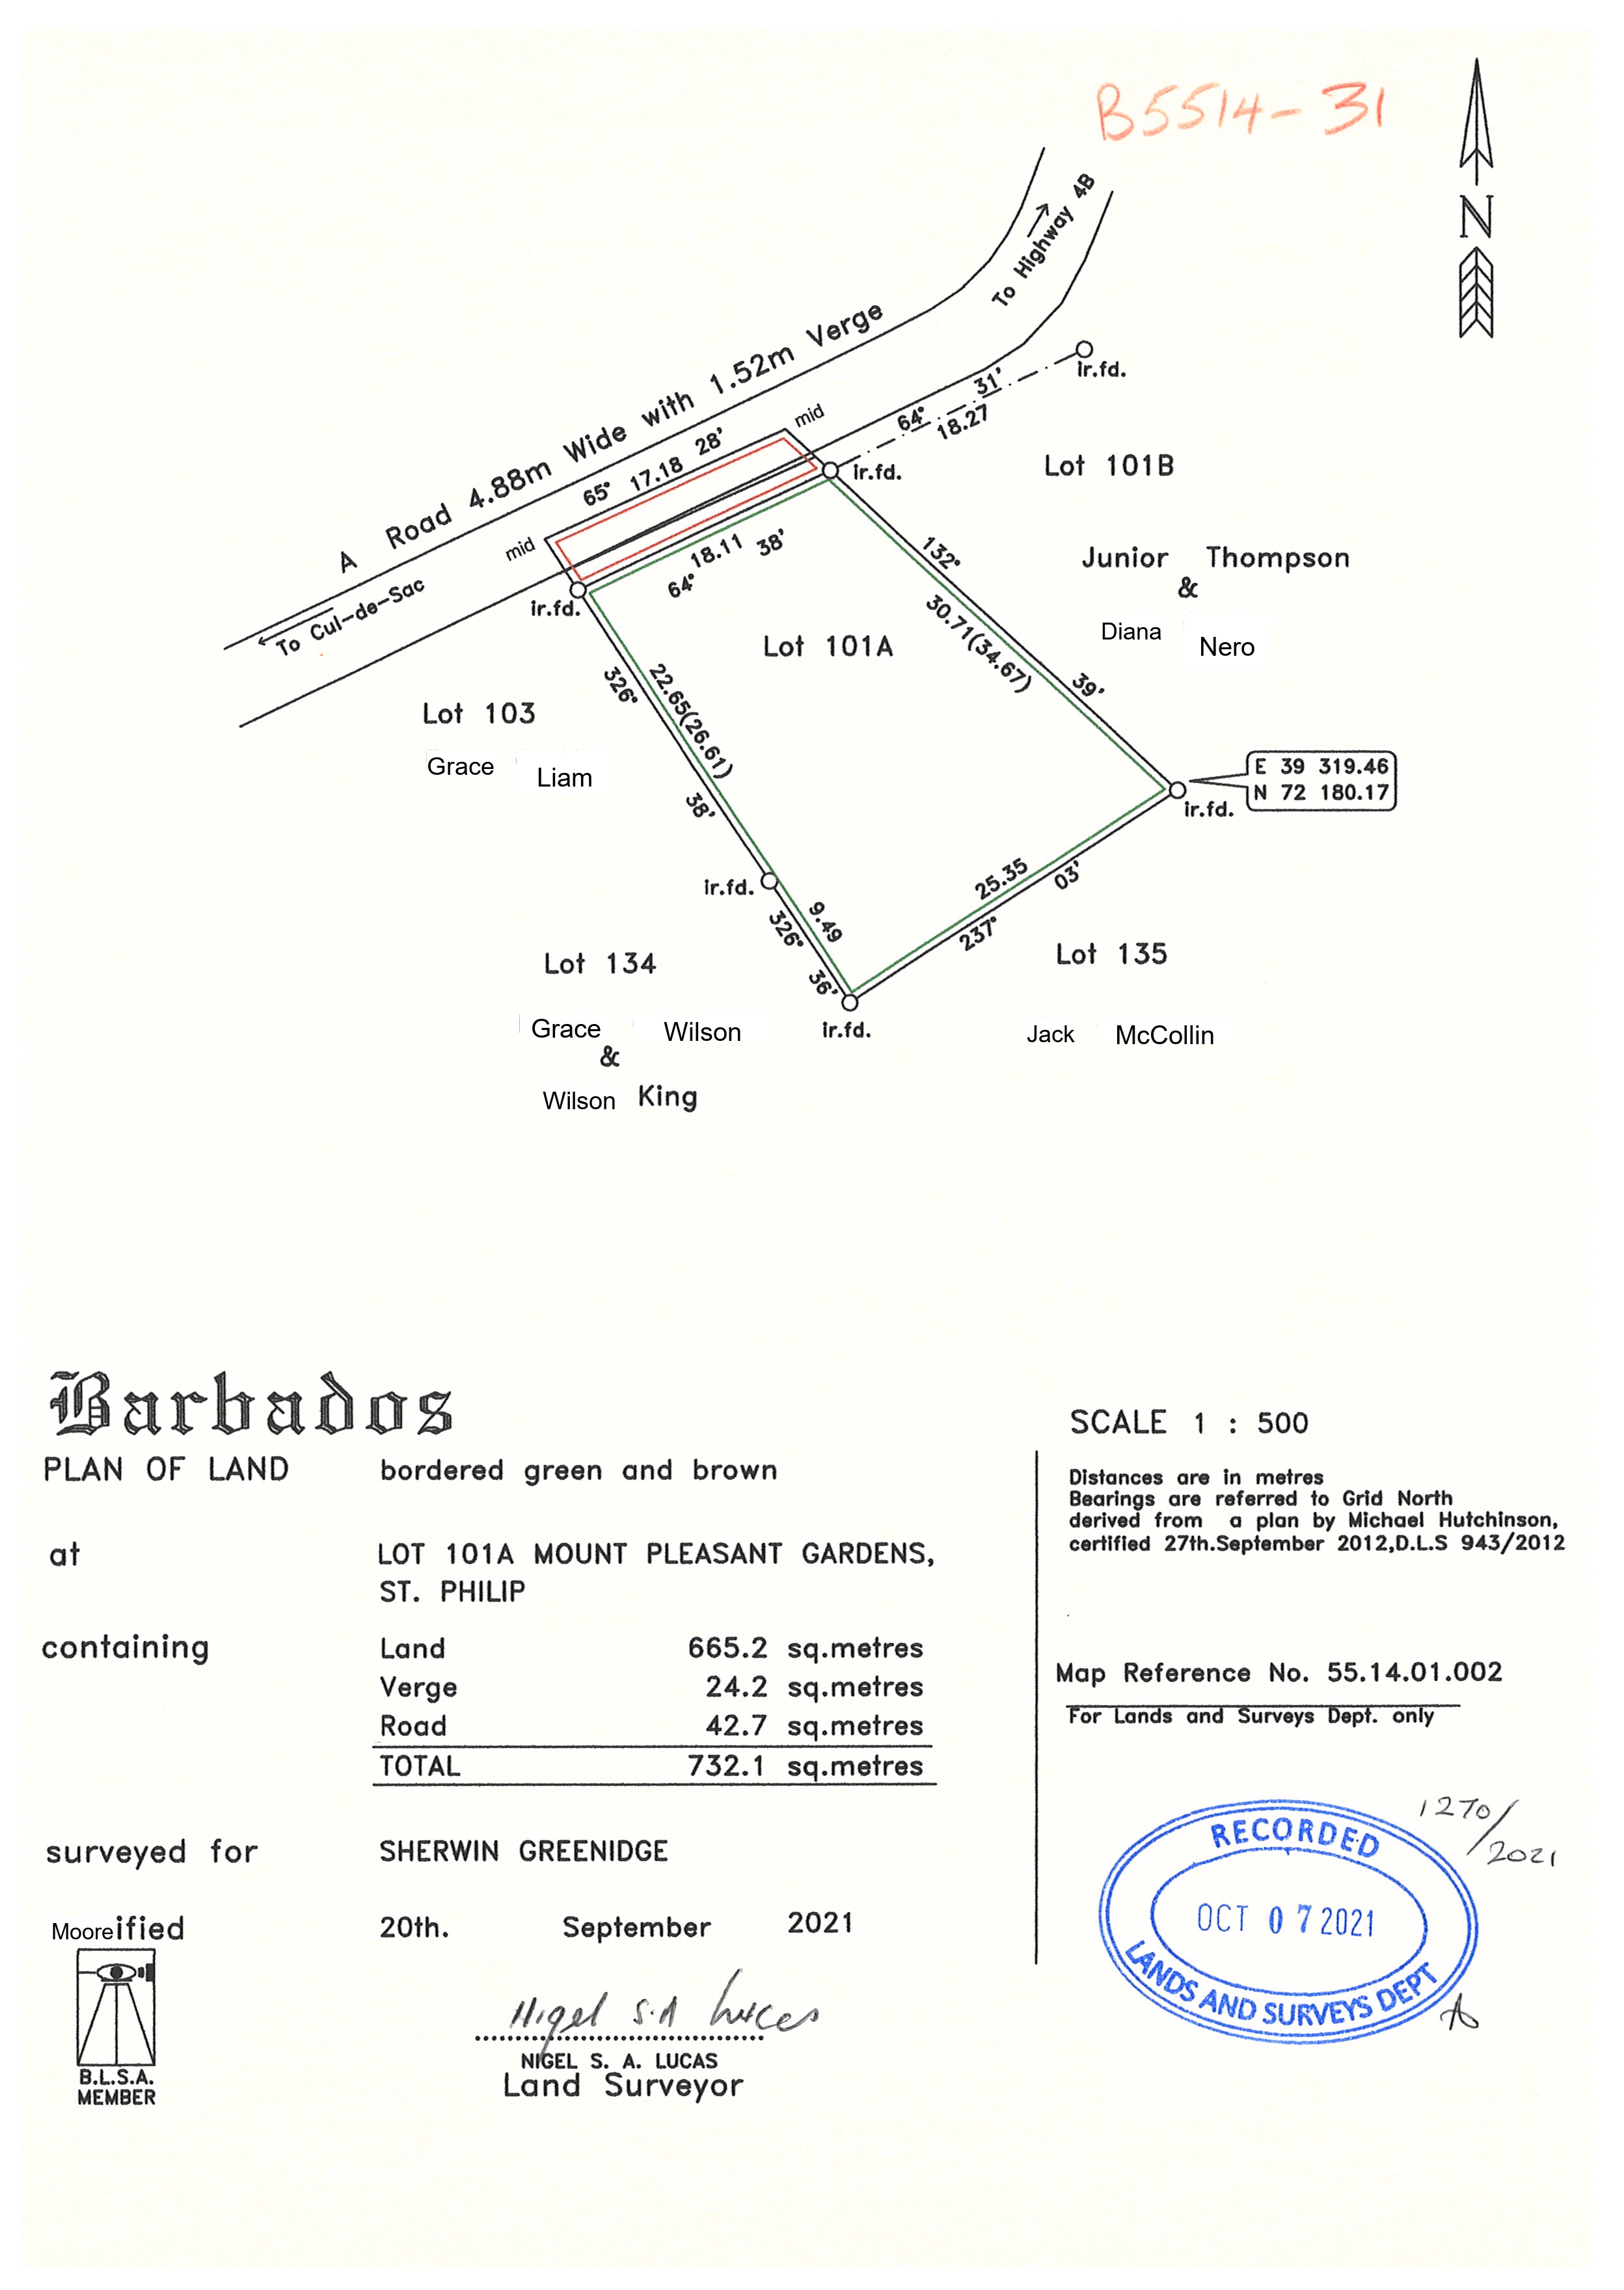 B5514-31
N
To Highway 4B
A Road 4.88m Wide with 1.52m Verge
To Cul-de-Sac
ir.fd.
64° 31'
18.27
mid
65° 17.18 28'
mid
ir.fd.
ir.fd.
18.11
64° 38'
Lot 101B
Junior Thompson
&
Diana Nero
132° 39'
30.71(34.67)
Lot 101A
22.65(26.61)
326° 38'
Lot 103
Grace Liam
E 39 319.46
N 72 180.17
ir.fd.
ir.fd.
9.49
326° 36'
25.35
237° 03'
Lot 134
Lot 135
Grace Wilson
&
Wilson King
ir.fd.
Jack McCollin
Barbados
PLAN OF LAND bordered green and brown
at LOT 101A MOUNT PLEASANT GARDENS,
ST. PHILIP
containing Land 665.2 sq.metres
Verge 24.2 sq.metres
Road 42.7 sq.metres
TOTAL 732.1 sq.metres
surveyed for SHERWIN GREENIDGE
Mooreified 20th. September 2021
B.L.S.A.
MEMBER
Nigel S.A Lucas
NIGEL S. A. LUCAS
Land Surveyor
SCALE 1 : 500
Distances are in metres
Bearings are referred to Grid North
derived from a plan by Michael Hutchinson,
certified 27th.September 2012,D.L.S 943/2012
Map Reference No. 55.14.01.002
For Lands and Surveys Dept. only
1270/2021
RECORDED
OCT 07 2021
LANDS AND SURVEYS DEPT